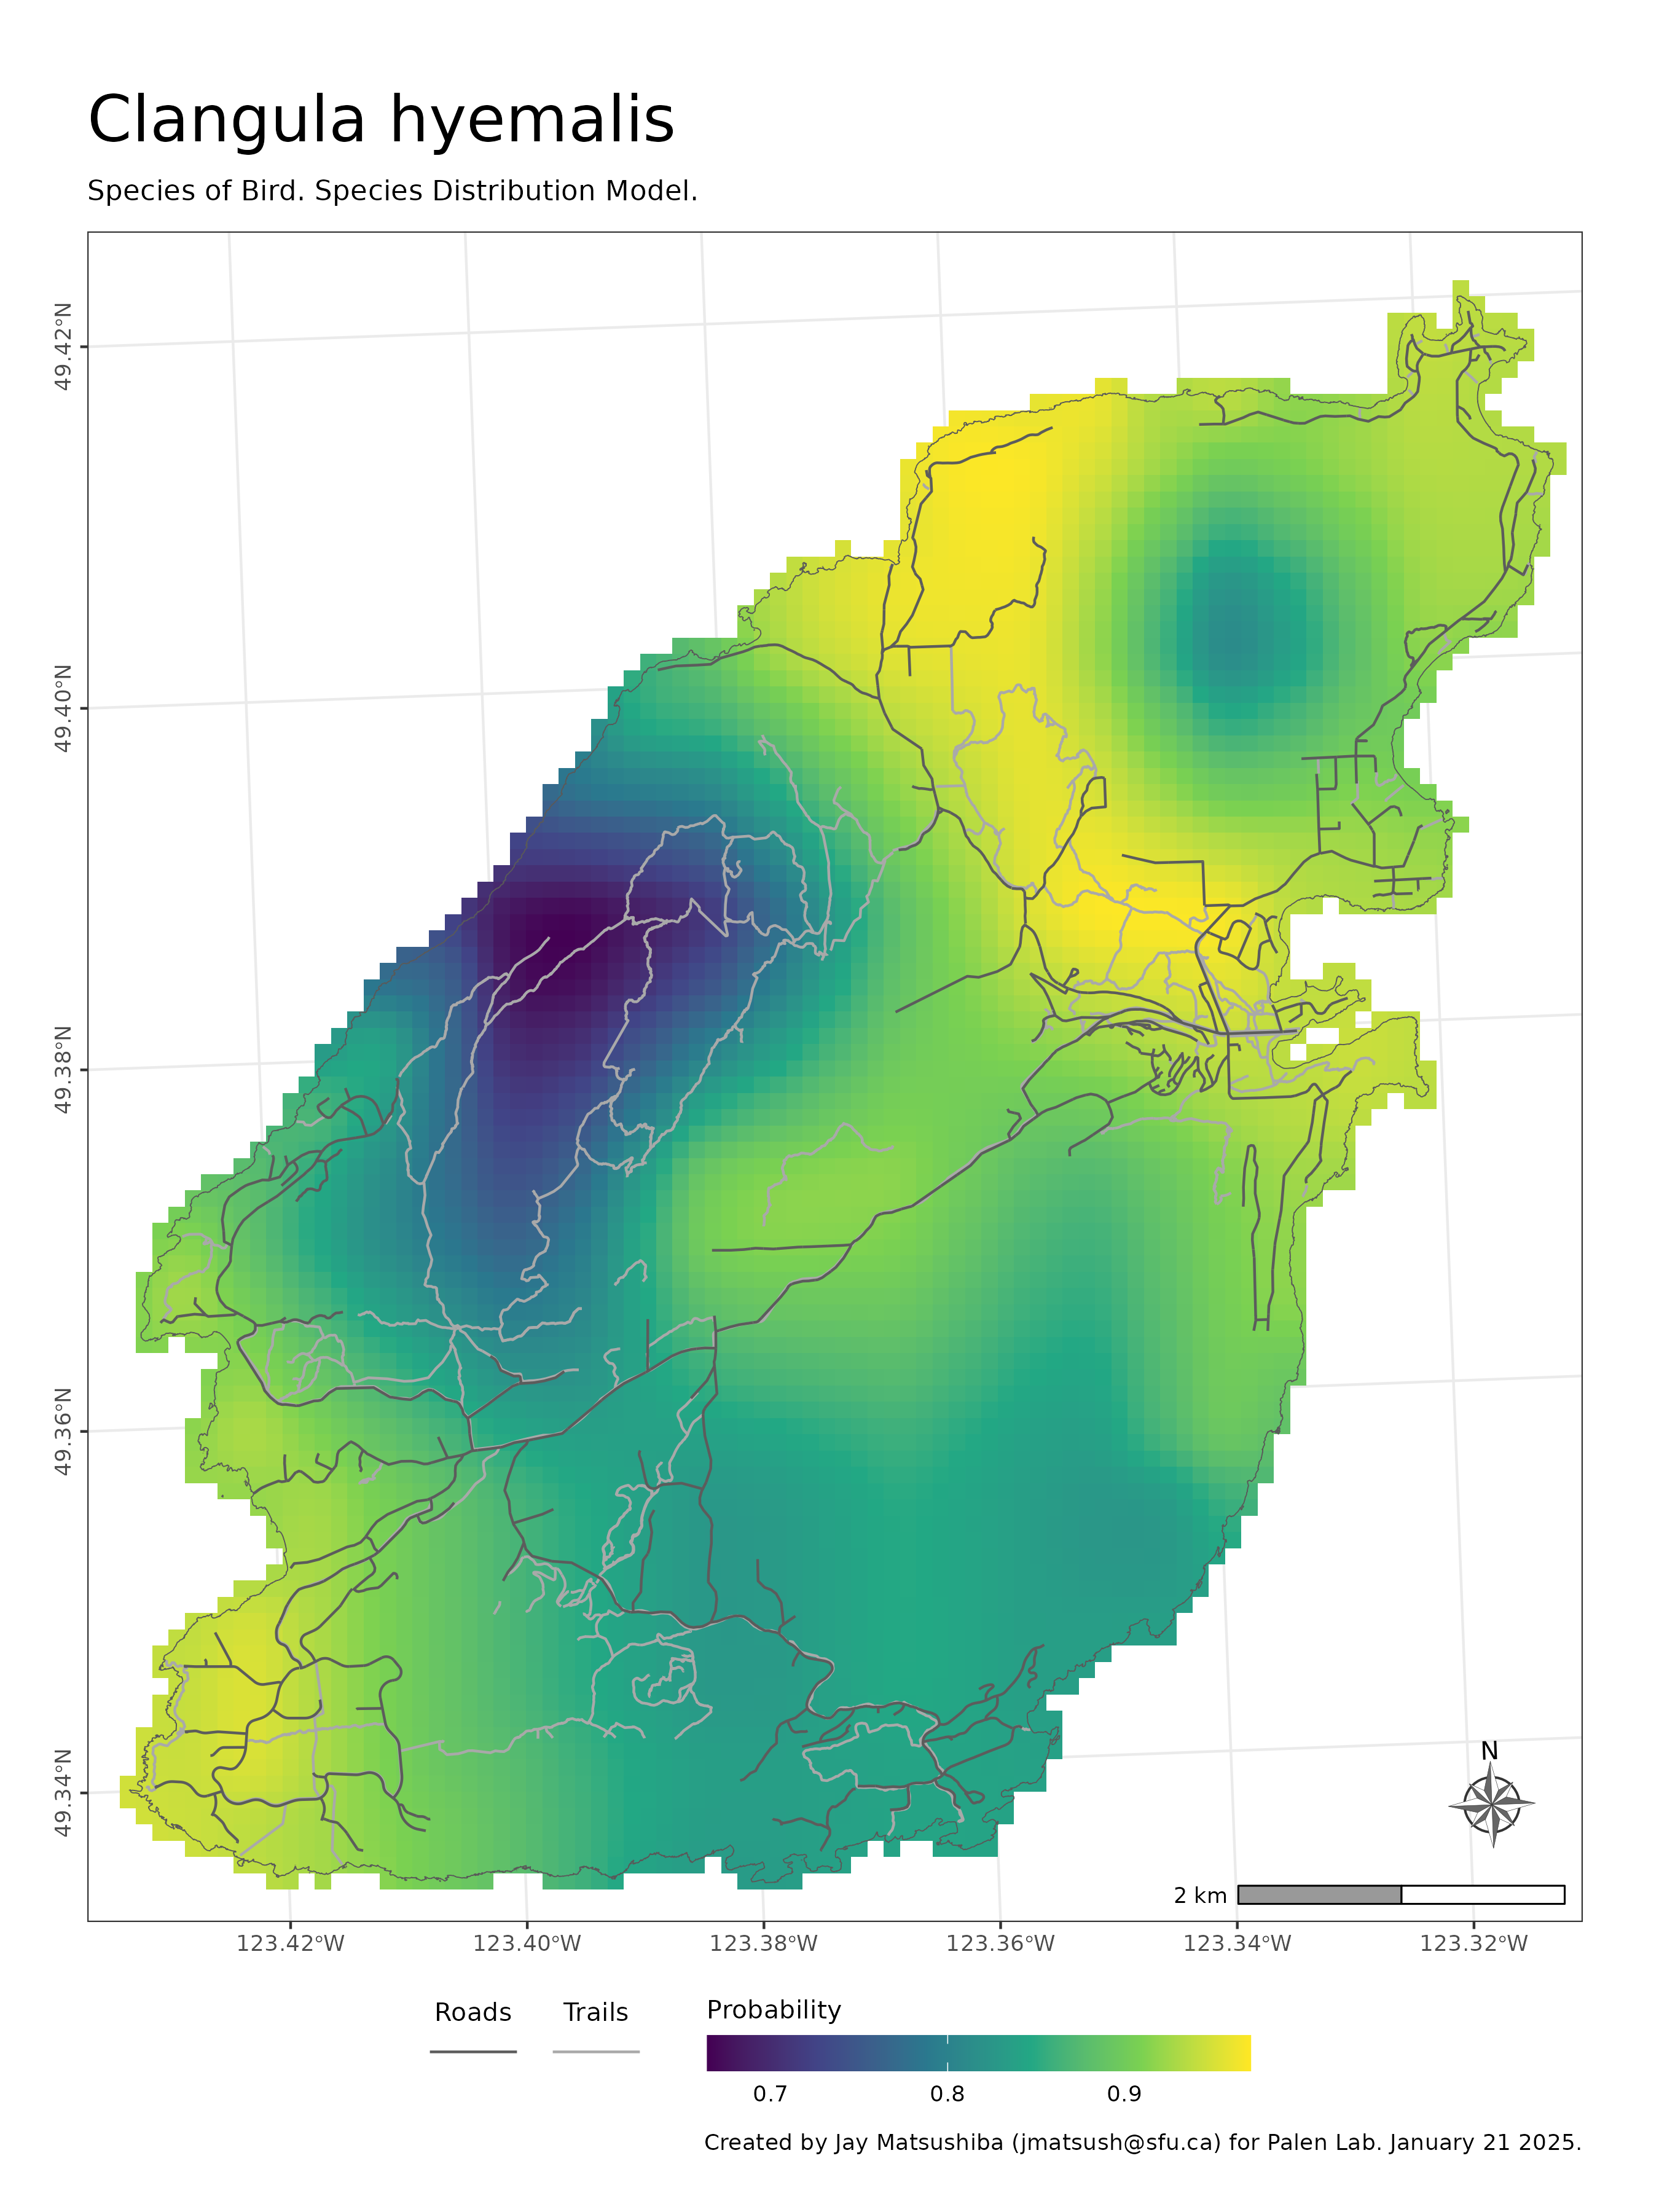 Clangula hyemalis
Species of Bird. Species Distribution Model.
49.42°N
49.40°N
49.38°N
49.36°N
49.34°N
N
2 km
123.42°W 123.40°W 123.38°W 123.36°W 123.34°W 123.32°W
Roads Trails Probability
0.7 0.8 0.9
Created by Jay Matsushiba (jmatsush@sfu.ca) for Palen Lab. January 21 2025.